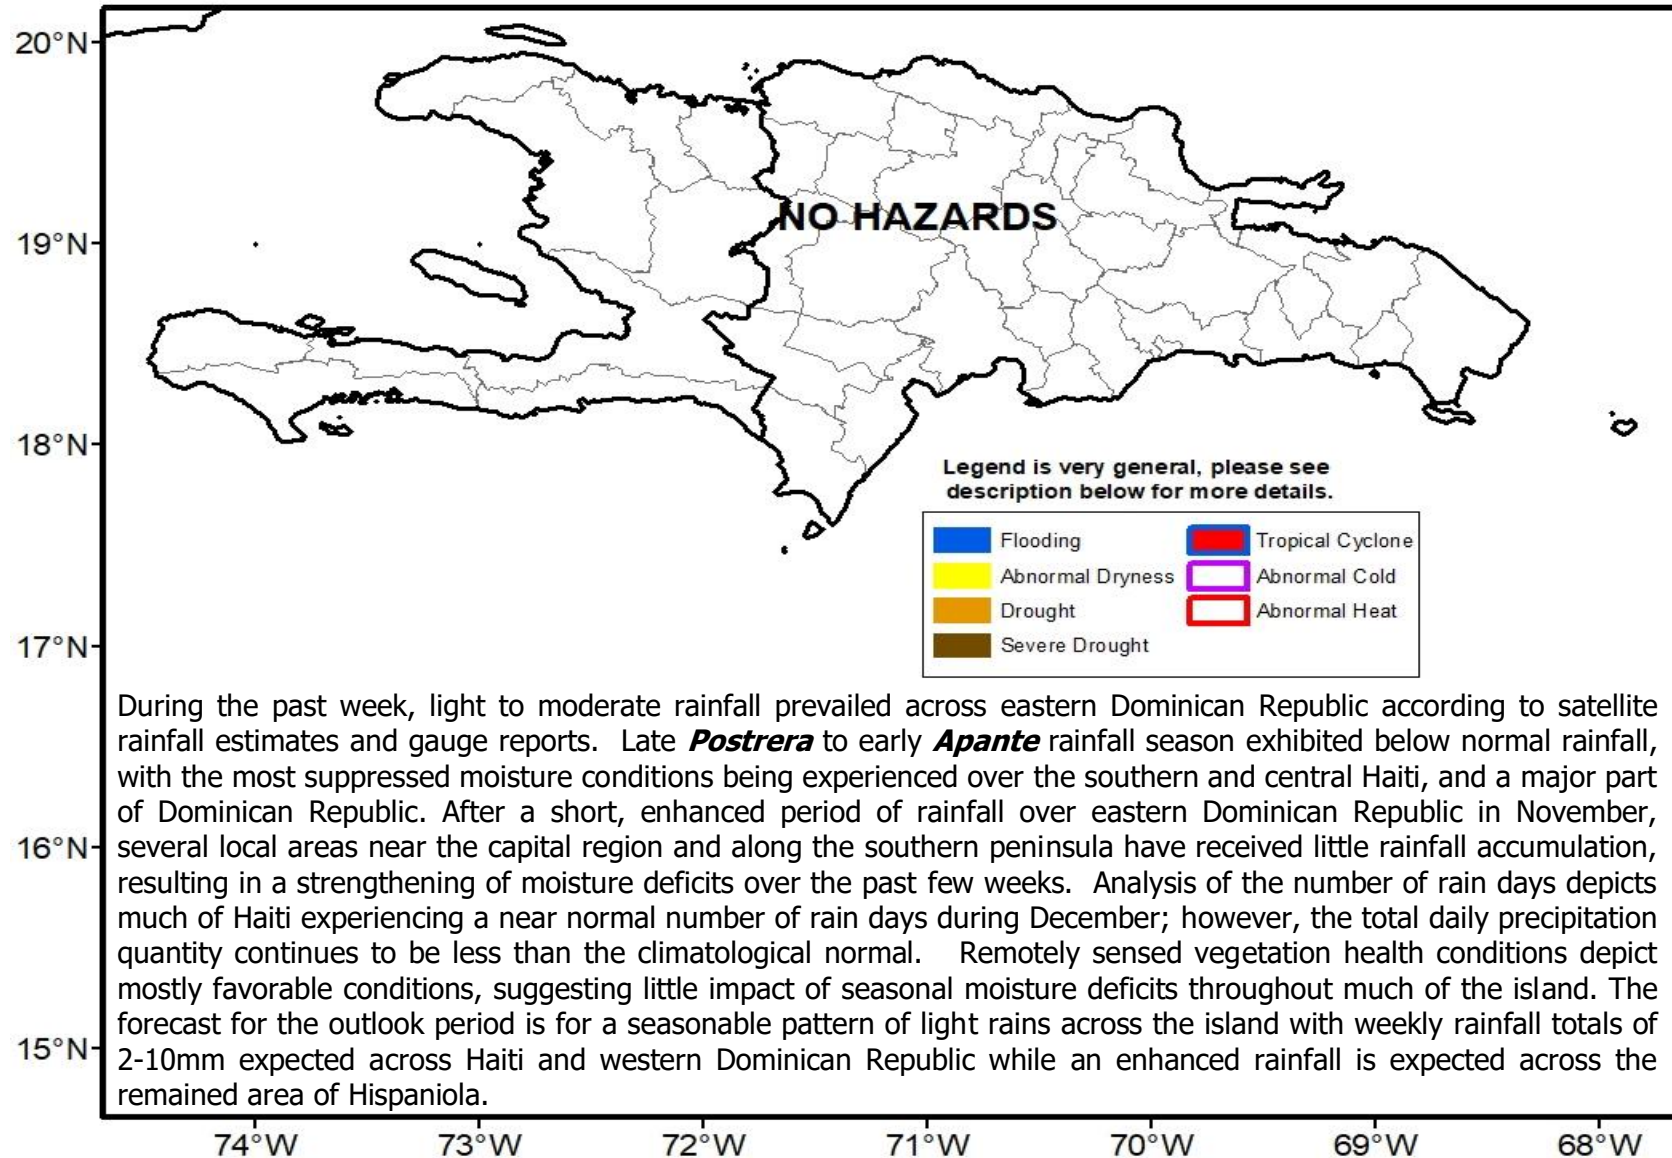 20°N
19°N
18°N
17°N
16°N
15°N
NO HAZARDS
Legend is very general, please see
description below for more details.
Flooding
Abnormal Dryness
Drought
Severe Drought
Tropical Cyclone
Abnormal Cold
Abnormal Heat
During the past week, light to moderate rainfall prevailed across eastern Dominican Republic according to satellite
rainfall estimates and gauge reports. Late Postrera to early Apante rainfall season exhibited below normal rainfall,
with the most suppressed moisture conditions being experienced over the southern and central Haiti, and a major part
of Dominican Republic. After a short, enhanced period of rainfall over eastern Dominican Republic in November,
several local areas near the capital region and along the southern peninsula have received little rainfall accumulation,
resulting in a strengthening of moisture deficits over the past few weeks. Analysis of the number of rain days depicts
much of Haiti experiencing a near normal number of rain days during December; however, the total daily precipitation
quantity continues to be less than the climatological normal. Remotely sensed vegetation health conditions depict
mostly favorable conditions, suggesting little impact of seasonal moisture deficits throughout much of the island. The
forecast for the outlook period is for a seasonable pattern of light rains across the island with weekly rainfall totals of
2-10mm expected across Haiti and western Dominican Republic while an enhanced rainfall is expected across the
remained area of Hispaniola.
74°W 73°W 72°W 71°W 70°W 69°W 68°W